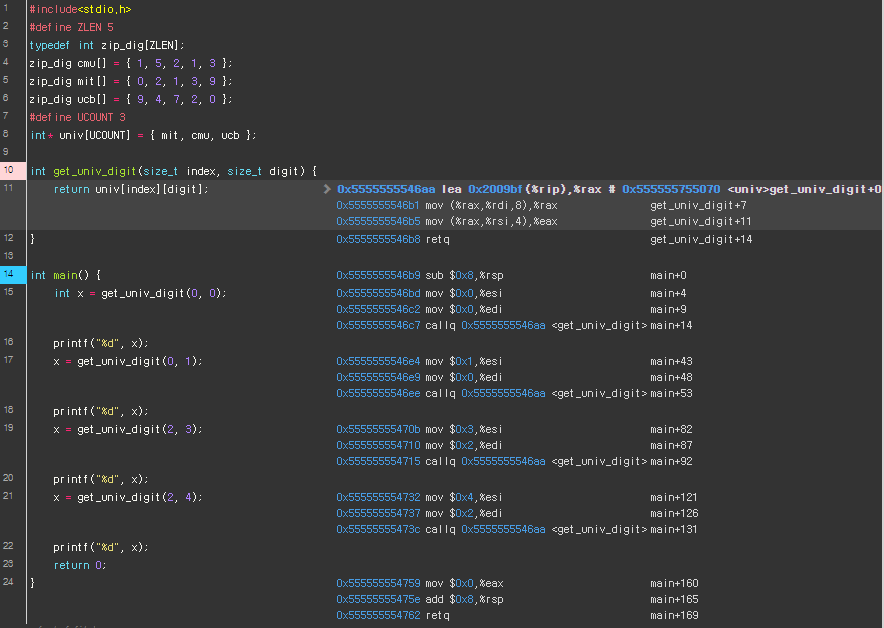 1 #include<stdio,h>
2 #define ZLEN 5
3 typedef int zip_dig[ZLEN];
4 zip_dig cmu[] = { 1, 5, 2, 1, 3 };
5 zip_dig mit[] = { 0, 2, 1, 3, 9 };
6 zip_dig ucb[] = { 9, 4, 7, 2, 0 };
7 #define UCOUNT 3
8 int* univ[UCOUNT] = { mit, cmu, ucb };
9
10 int get_univ_digit(size_t index, size_t digit) {
11 return univ[index][digit]; > 0x5555555546aa lea 0x2009bf(%rip),%rax # 0x555555755070 <univ>get_univ_digit+0
0x5555555546b1 mov (%rax,%rdi,8),%rax get_univ_digit+7
0x5555555546b5 mov (%rax,%rsi,4),%eax get_univ_digit+11
12 } 0x5555555546b8 retq get_univ_digit+14
13
14 int main() { 0x5555555546b9 sub $0x8,%rsp main+0
15 int x = get_univ_digit(0, 0); 0x5555555546bd mov $0x0,%esi main+4
0x5555555546c2 mov $0x0,%edi main+9
0x5555555546c7 callq 0x5555555546aa <get_univ_digit> main+14
16 printf("%d", x);
17 x = get_univ_digit(0, 1); 0x5555555546e4 mov $0x1,%esi main+43
0x5555555546e9 mov $0x0,%edi main+48
0x5555555546ee callq 0x5555555546aa <get_univ_digit> main+53
18 printf("%d", x);
19 x = get_univ_digit(2, 3); 0x55555555470b mov $0x3,%esi main+82
0x555555554710 mov $0x2,%edi main+87
0x555555554715 callq 0x5555555546aa <get_univ_digit> main+92
20 printf("%d", x);
21 x = get_univ_digit(2, 4); 0x555555554732 mov $0x4,%esi main+121
0x555555554737 mov $0x2,%edi main+126
0x55555555473c callq 0x5555555546aa <get_univ_digit> main+131
22 printf("%d", x);
23 return 0;
24 } 0x555555554759 mov $0x0,%eax main+160
0x55555555475e add $0x8,%rsp main+165
0x555555554762 retq main+169